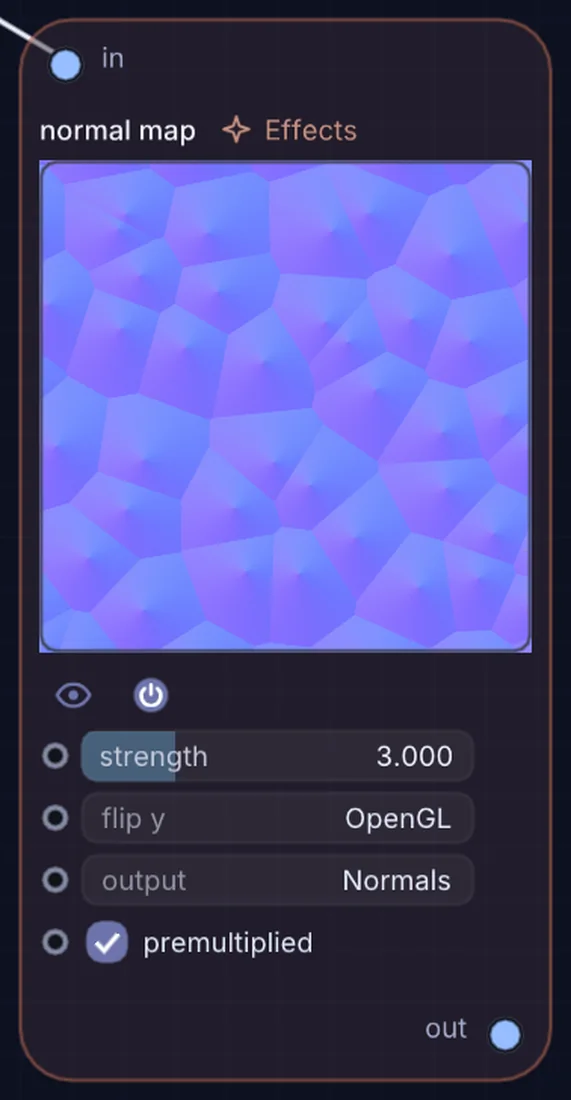 in
normal map Effects
strength 3.000
flip y OpenGL
output Normals
premultiplied
out